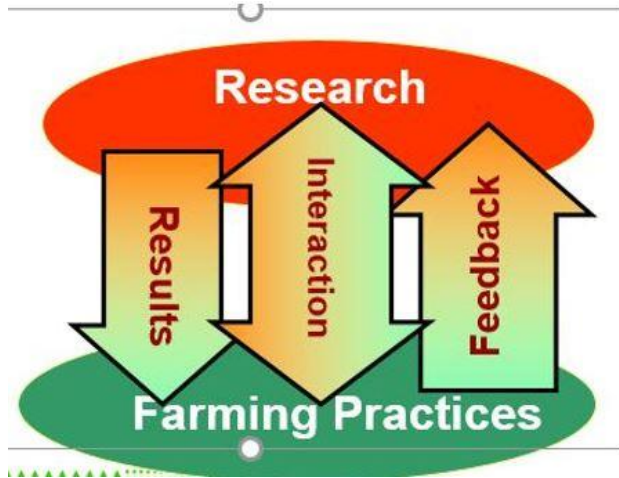 Research
Results
Interaction
Feedback
Farming Practices